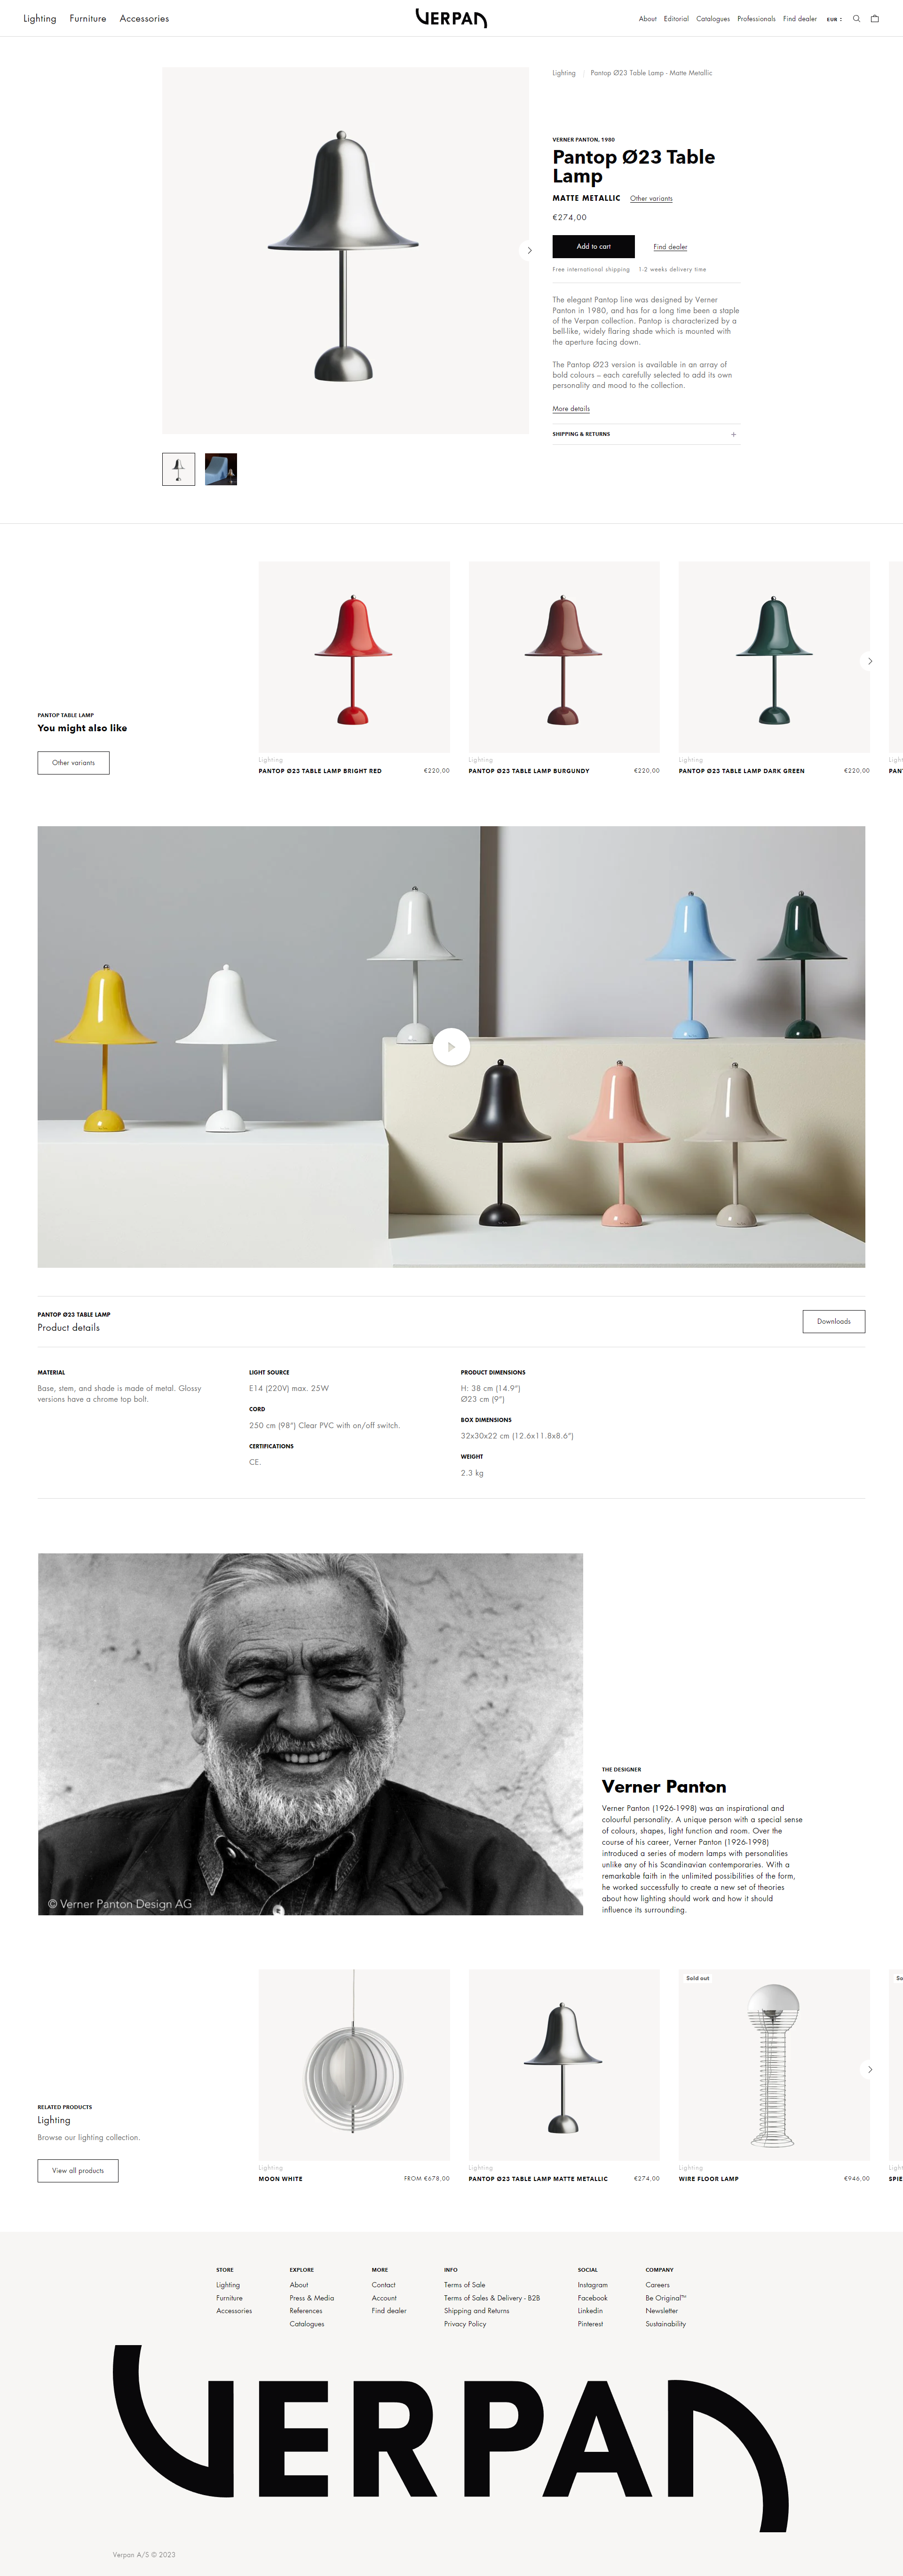 Lighting Furniture Accessories
VERPAN
About Editorial Catalogues Professionals Find dealer EUR
Lighting / Pantop Ø23 Table Lamp - Matte Metallic
VERNER PANTON, 1980
Pantop Ø23 Table
Lamp
MATTE METALLIC Other variants
€274,00
Add to cart Find dealer
Free international shipping 1-2 weeks delivery time
The elegant Pantop line was designed by Verner
Panton in 1980, and has for a long time been a staple
of the Verpan collection. Pantop is characterized by a
bell-like, widely flaring shade which is mounted with
the aperture facing down.
The Pantop Ø23 version is available in an array of
bold colours – each carefully selected to add its own
personality and mood to the collection.
More details
SHIPPING & RETURNS +
PANTOP TABLE LAMP
You might also like
Other variants
Lighting
PANTOP Ø23 TABLE LAMP BRIGHT RED €220,00
Lighting
PANTOP Ø23 TABLE LAMP BURGUNDY €220,00
Lighting
PANTOP Ø23 TABLE LAMP DARK GREEN €220,00
Light
PAN
PANTOP Ø23 TABLE LAMP
Product details
Downloads
MATERIAL
Base, stem, and shade is made of metal. Glossy
versions have a chrome top bolt.
LIGHT SOURCE
E14 (220V) max. 25W
CORD
250 cm (98") Clear PVC with on/off switch.
CERTIFICATIONS
CE.
PRODUCT DIMENSIONS
H: 38 cm (14.9")
Ø23 cm (9")
BOX DIMENSIONS
32x30x22 cm (12.6x11.8x8.6")
WEIGHT
2.3 kg
© Verner Panton Design AG
THE DESIGNER
Verner Panton
Verner Panton (1926-1998) was an inspirational and
colourful personality. A unique person with a special sense
of colours, shapes, light function and room. Over the
course of his career, Verner Panton (1926-1998)
introduced a series of modern lamps with personalities
unlike any of his Scandinavian contemporaries. With a
remarkable faith in the unlimited possibilities of the form,
he worked successfully to create a new set of theories
about how lighting should work and how it should
influence its surrounding.
RELATED PRODUCTS
Lighting
Browse our lighting collection.
View all products
Lighting
MOON WHITE FROM €678,00
Lighting
PANTOP Ø23 TABLE LAMP MATTE METALLIC €274,00
Sold out
Lighting
WIRE FLOOR LAMP €946,00
So
Light
SPIE
STORE
Lighting
Furniture
Accessories
EXPLORE
About
Press & Media
References
Catalogues
MORE
Contact
Account
Find dealer
INFO
Terms of Sale
Terms of Sales & Delivery - B2B
Shipping and Returns
Privacy Policy
SOCIAL
Instagram
Facebook
Linkedin
Pinterest
COMPANY
Careers
Be Original™
Newsletter
Sustainability
VERPAN
Verpan A/S © 2023